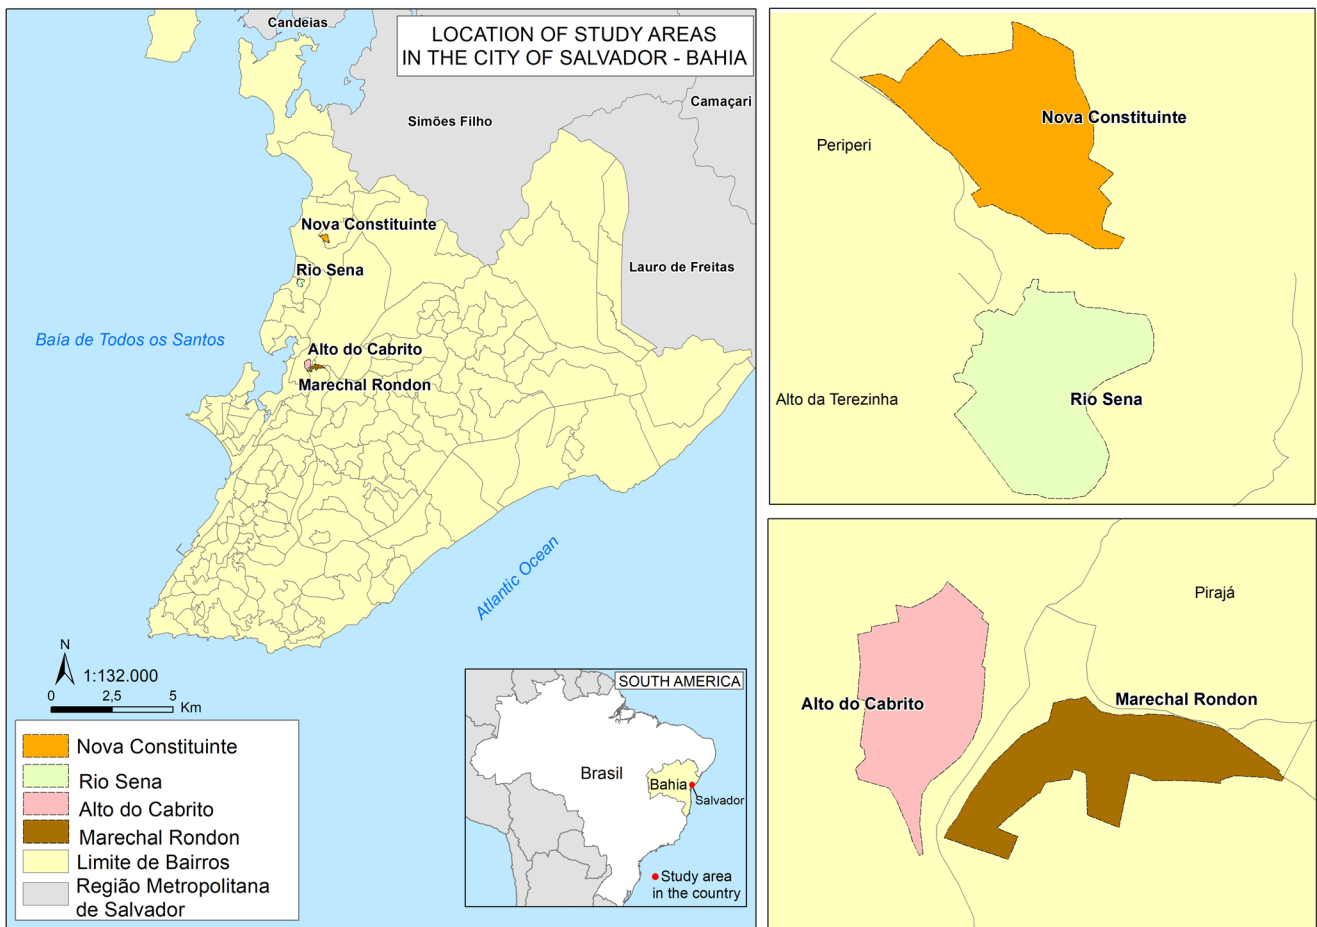 Candeias
LOCATION OF STUDY AREAS
IN THE CITY OF SALVADOR - BAHIA
Camaçari
Simões Filho
Nova Constituinte
Rio Sena
Lauro de Freitas
Baía de Todos os Santos
Alto do Cabrito
Marechal Rondon
Atlantic Ocean
N
1:132.000
0 2,5 5
Km
Nova Constituinte
Rio Sena
Alto do Cabrito
Marechal Rondon
Limite de Bairros
Região Metropolitana
de Salvador
SOUTH AMERICA
Brasil
Bahia
Salvador
Study area
in the country
Nova Constituinte
Periperi
Alto da Terezinha
Rio Sena
Pirajá
Alto do Cabrito
Marechal Rondon